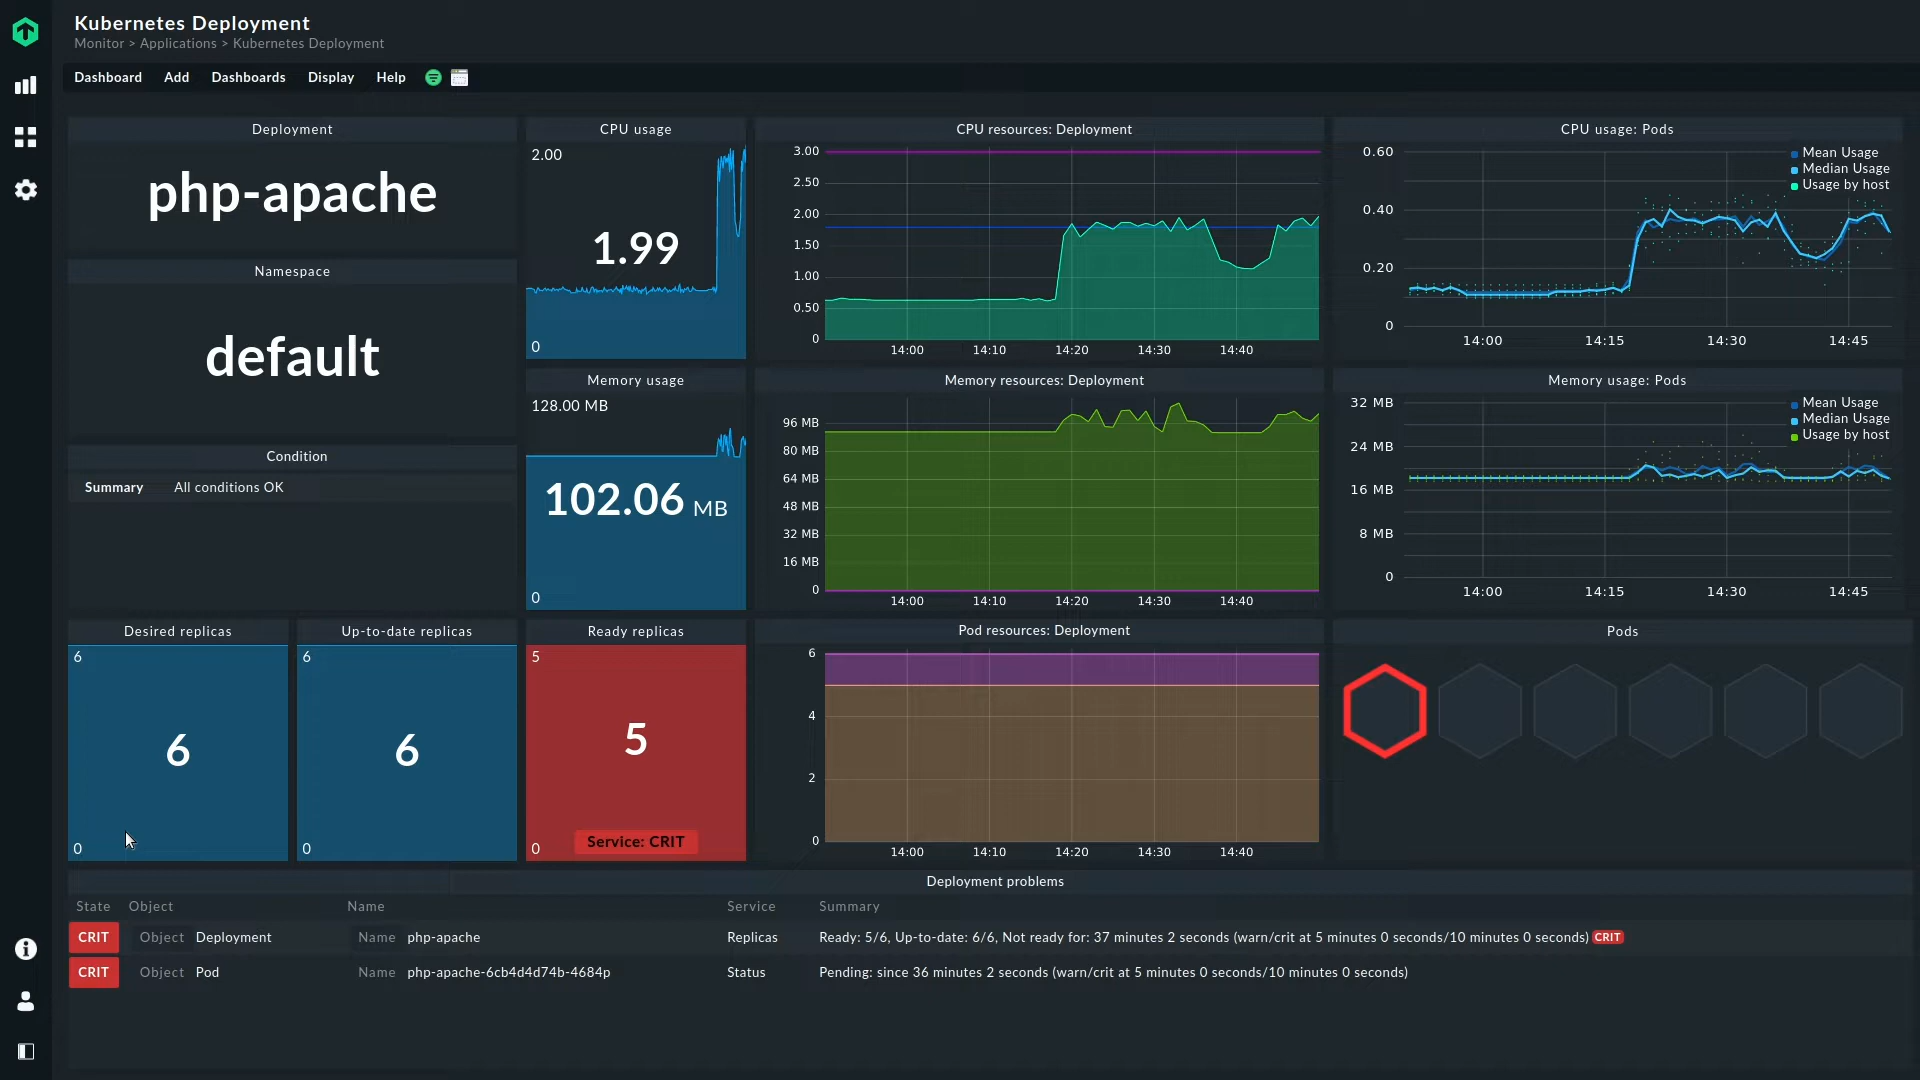 Kubernetes Deployment
Monitor > Applications > Kubernetes Deployment
Dashboard Add Dashboards Display Help
Deployment
php-apache
Namespace
default
Condition
Summary All conditions OK
CPU usage
2.00
1.99
0
Memory usage
128.00 MB
102.06 MB
0
CPU resources: Deployment
3.00
2.50
2.00
1.50
1.00
0.50
0
14:00 14:10 14:20 14:30 14:40
Memory resources: Deployment
96 MB
80 MB
64 MB
48 MB
32 MB
16 MB
0
14:00 14:10 14:20 14:30 14:40
CPU usage: Pods
0.60
0.40
0.20
0
Mean Usage
Median Usage
Usage by host
14:00 14:15 14:30 14:45
Memory usage: Pods
32 MB
24 MB
16 MB
8 MB
0
Mean Usage
Median Usage
Usage by host
14:00 14:15 14:30 14:45
Desired replicas
6
6
0
Up-to-date replicas
6
6
0
Ready replicas
5
5
0
Service: CRIT
Pod resources: Deployment
6
4
2
0
14:00 14:10 14:20 14:30 14:40
Pods
Deployment problems
State Object Name Service Summary
CRIT Object Deployment Name php-apache Replicas Ready: 5/6, Up-to-date: 6/6, Not ready for: 37 minutes 2 seconds (warn/crit at 5 minutes 0 seconds/10 minutes 0 seconds) CRIT
CRIT Object Pod Name php-apache-6cb4d4d74b-4684p Status Pending: since 36 minutes 2 seconds (warn/crit at 5 minutes 0 seconds/10 minutes 0 seconds)